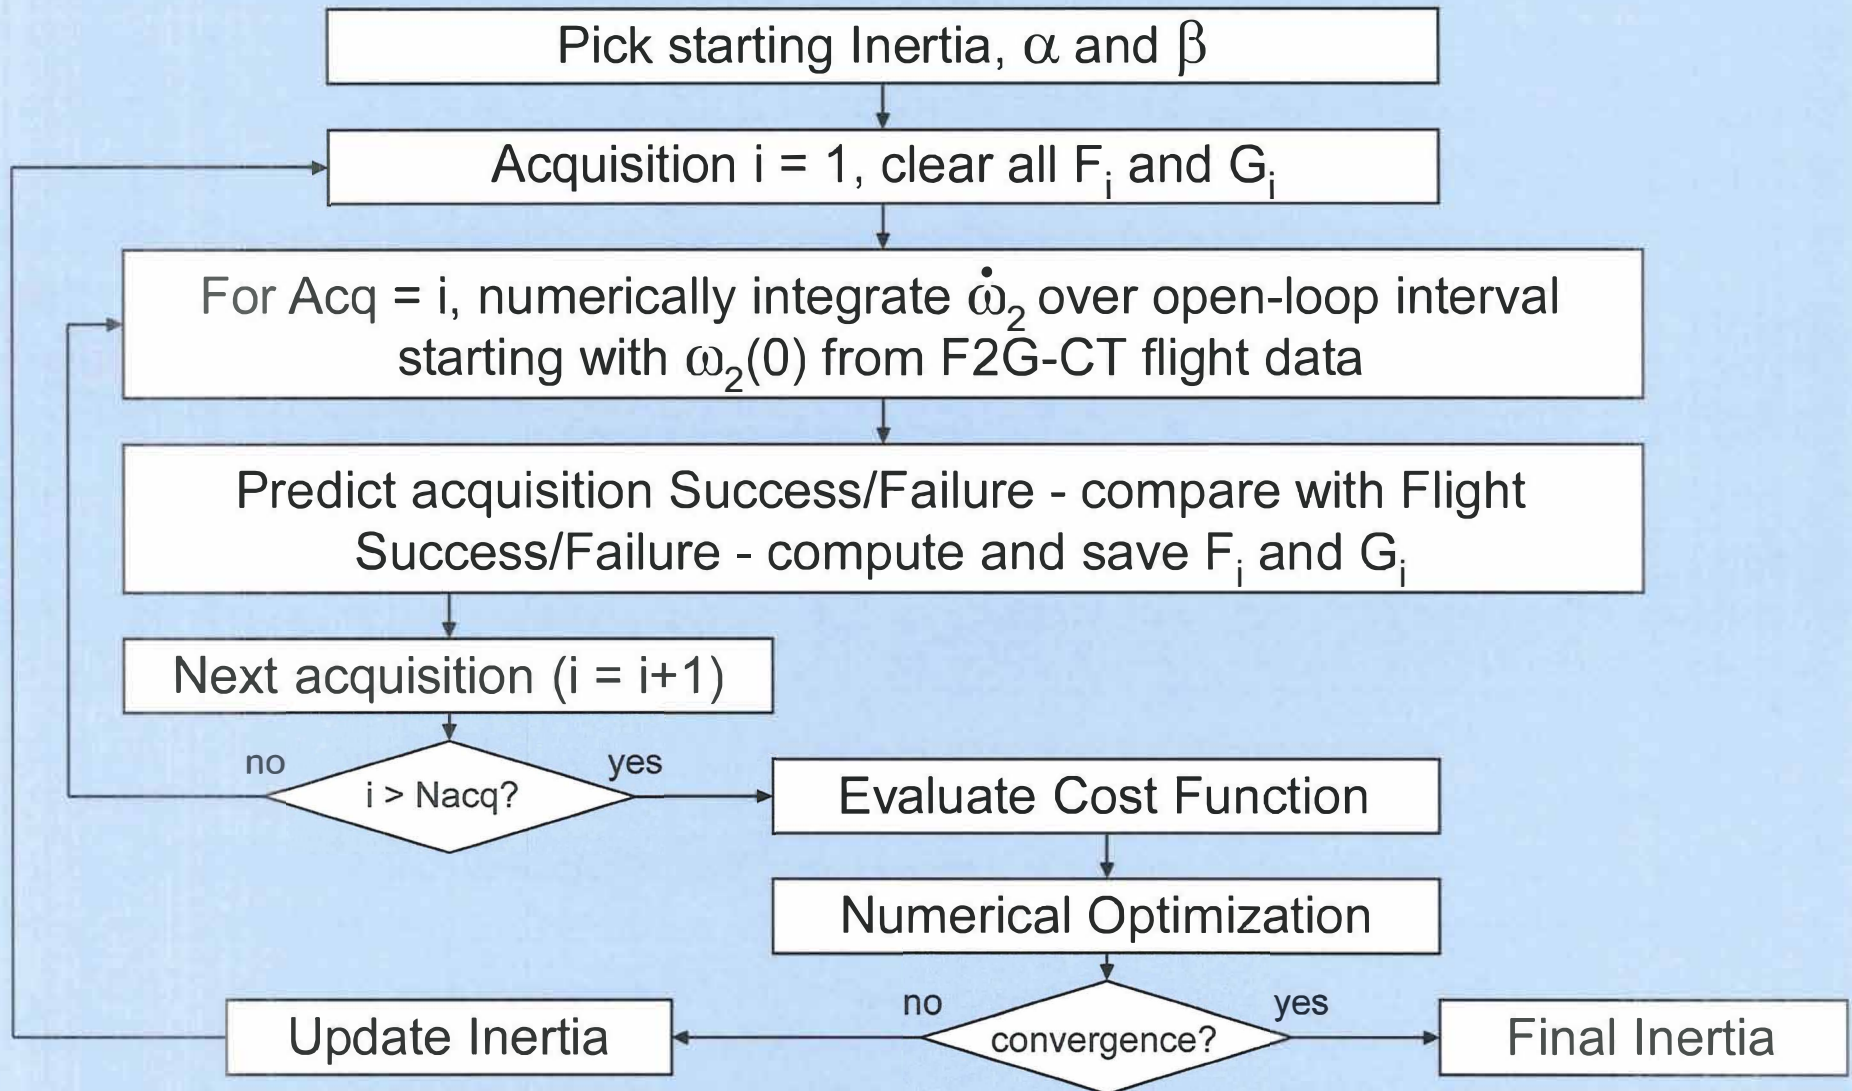 Pick starting Inertia, α and β
Acquisition i = 1, clear all Fᵢ and Gᵢ
For Acq = i, numerically integrate ω̇₂ over open-loop interval
starting with ω₂(0) from F2G-CT flight data
Predict acquisition Success/Failure - compare with Flight
Success/Failure - compute and save Fᵢ and Gᵢ
Next acquisition (i = i+1)
no
i > Nacq?
yes
Evaluate Cost Function
Numerical Optimization
Update Inertia
no
convergence?
yes
Final Inertia